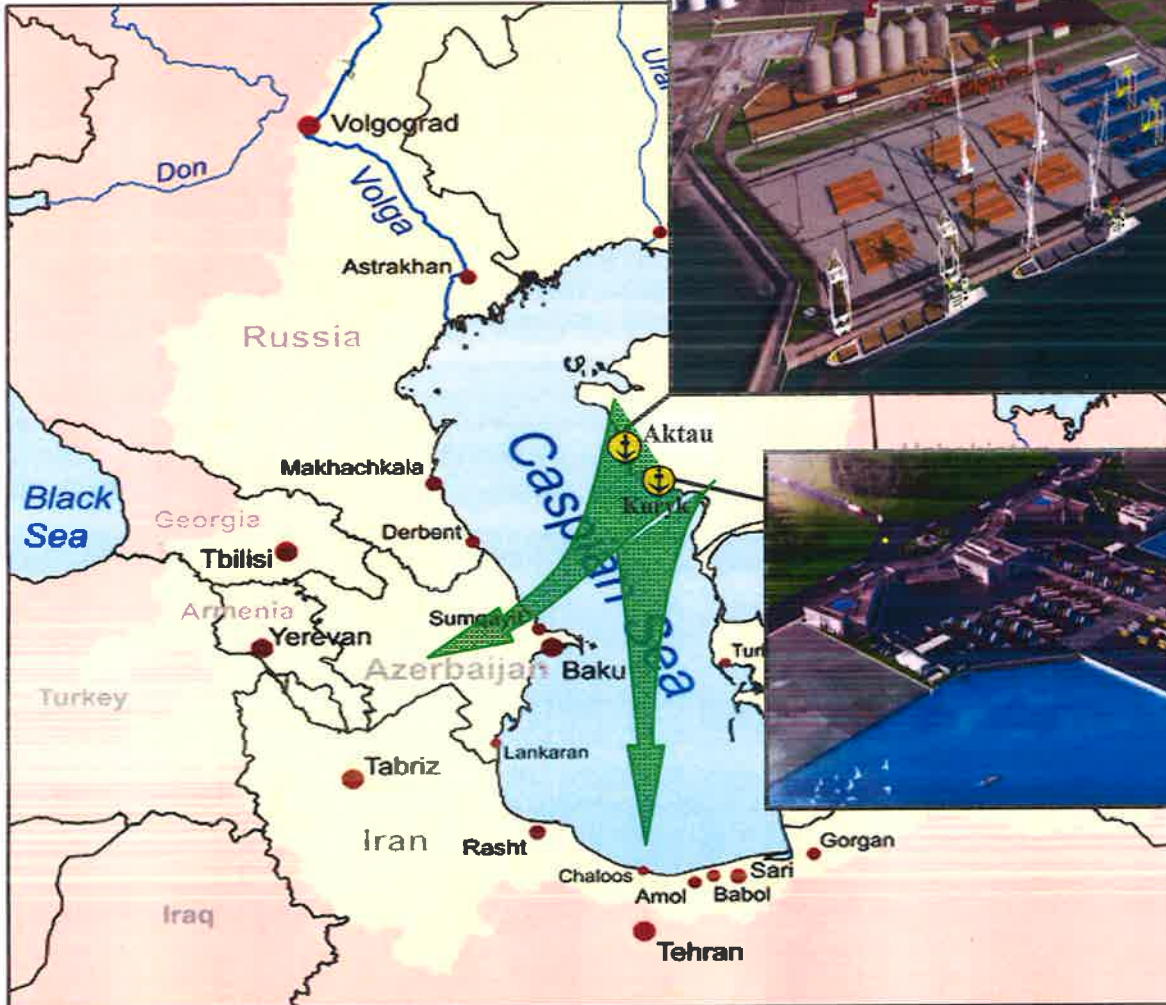 Volgograd
Don
Volga
Ural
Astrakhan
Russia
Caspian Sea
Aktau
Kuryk
Makhachkala
Black
Sea
Georgia
Derbent
Tbilisi
Armenia
Yerevan
Sumqayit
Azerbaijan
Baku
Turkey
Lankaran
Tabriz
Iran
Rasht
Gorgan
Chaloos
Sari
Amol
Babol
Iraq
Tehran